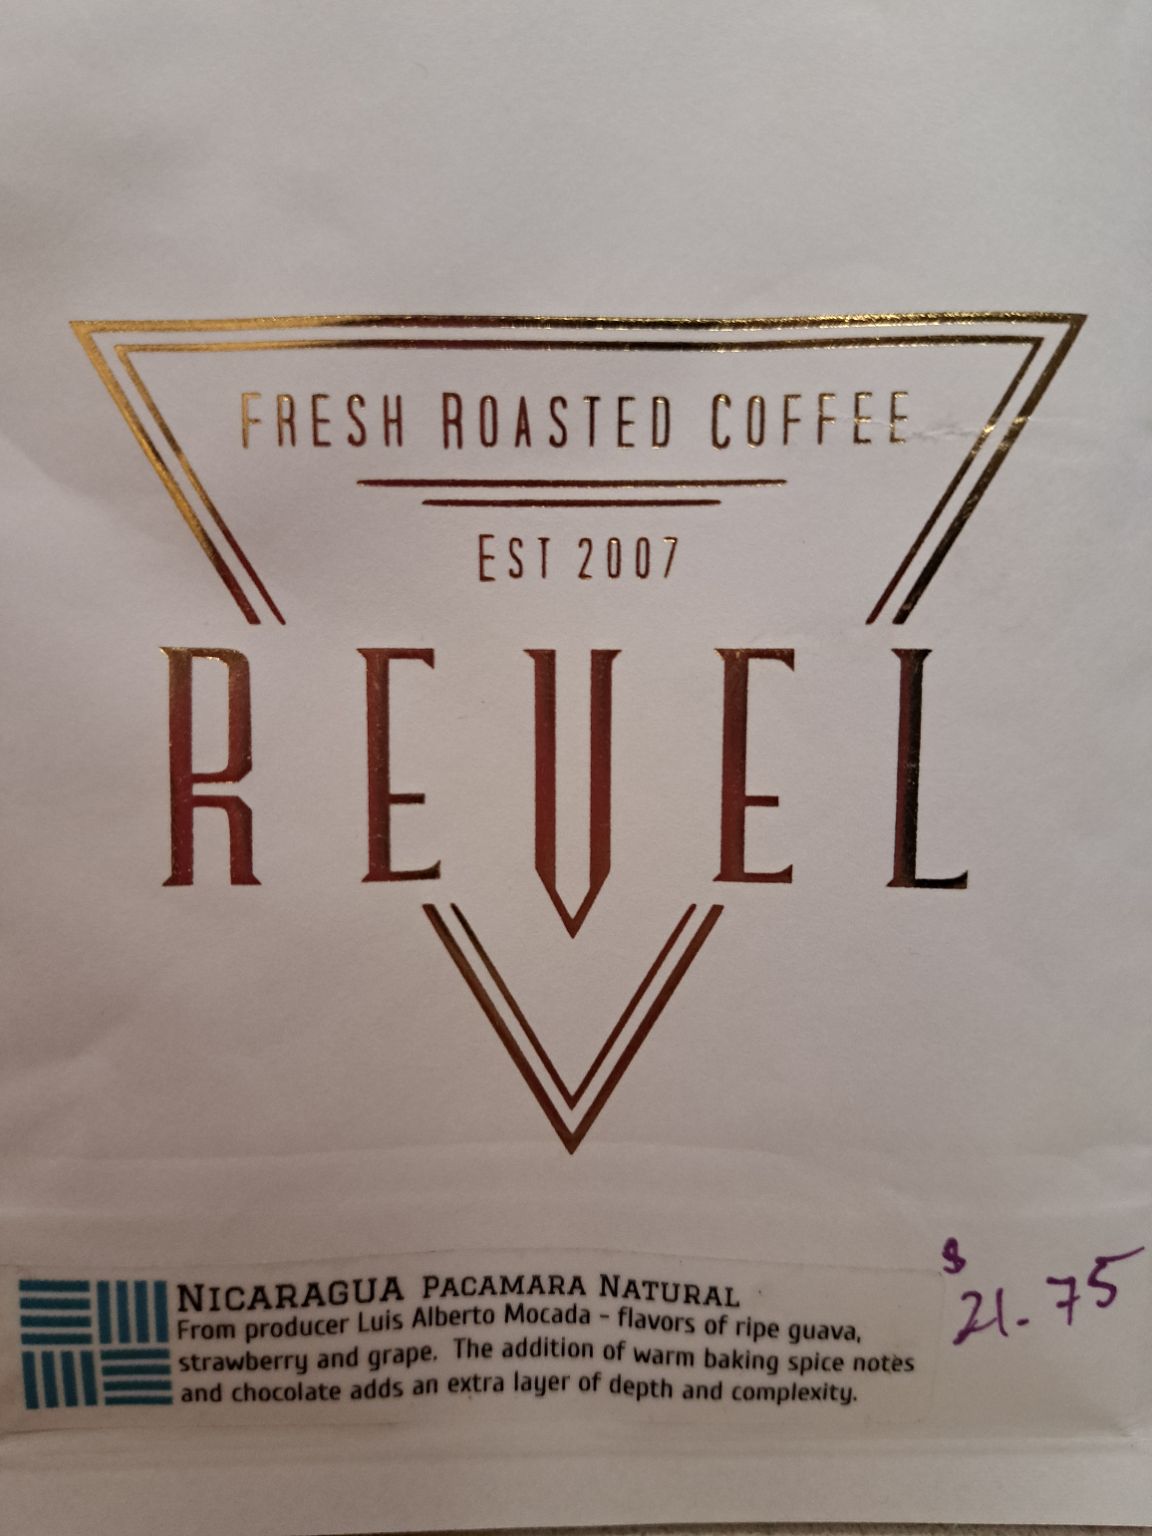 FRESH ROASTED COFFEE
EST 2007
REVEL
NICARAGUA PACAMARA NATURAL
From producer Luis Alberto Mocada - flavors of ripe guava,
strawberry and grape. The addition of warm baking spice notes
and chocolate adds an extra layer of depth and complexity.
$
21.75